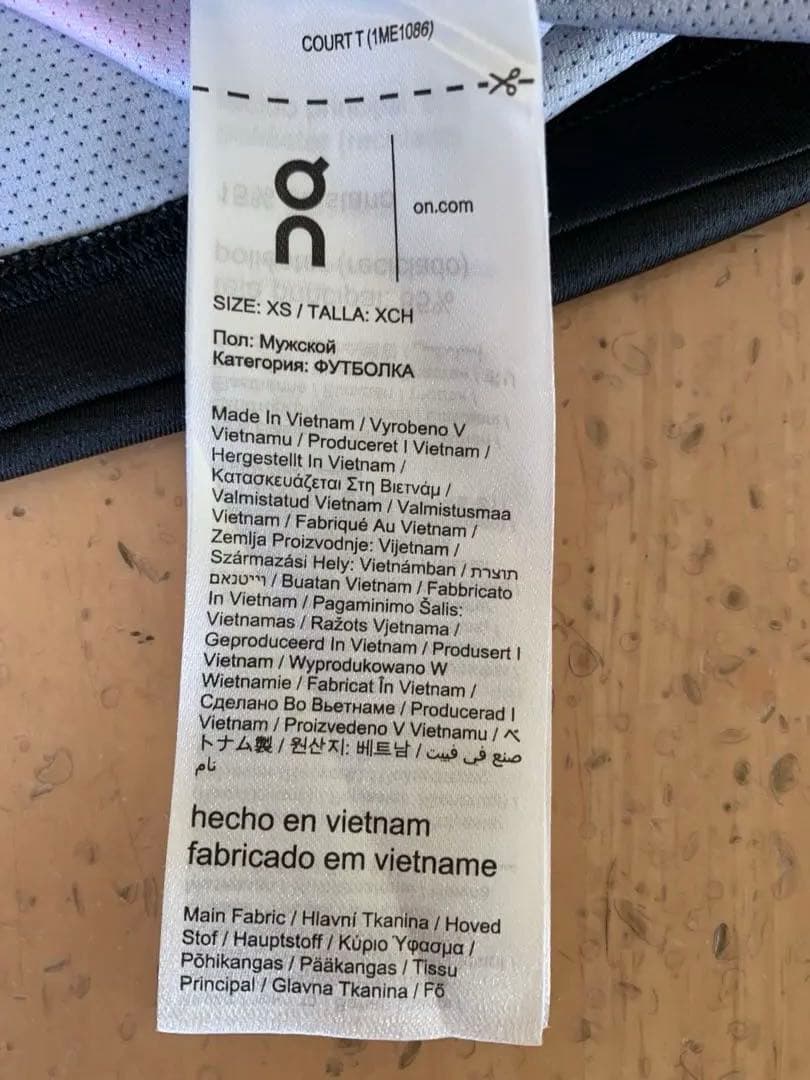 COURT T (1ME1086)
on
on.com
SIZE: XS / TALLA: XCH
Пол: Мужской
Категория: ФУТБОЛКА
Made In Vietnam / Vyrobeno V
Vietnamu / Produceret I Vietnam /
Hergestellt In Vietnam /
Κατασκευάζεται Στη Βιετνάμ /
Valmistatud Vietnam / Valmistusmaa
Vietnam / Fabriqué Au Vietnam /
Zemlja Proizvodnje: Vijetnam /
Származási Hely: Vietnámban / תוצרת
וייטנאם / Buatan Vietnam / Fabbricato
In Vietnam / Pagaminimo Šalis:
Vietnamas / Ražots Vjetnama /
Geproduceerd In Vietnam / Produsert I
Vietnam / Wyprodukowano W
Wietnamie / Fabricat În Vietnam /
Сделано Во Вьетнаме / Producerad I
Vietnam / Proizvedeno V Vietnamu / ベ
トナム製 / 원산지: 베트남 / صنع في فييت
نام
hecho en vietnam
fabricado em vietname
Main Fabric / Hlavní Tkanina / Hoved
Stof / Hauptstoff / Κύριο Ύφασμα /
Põhikangas / Pääkangas / Tissu
Principal / Glavna Tkanina / Fő